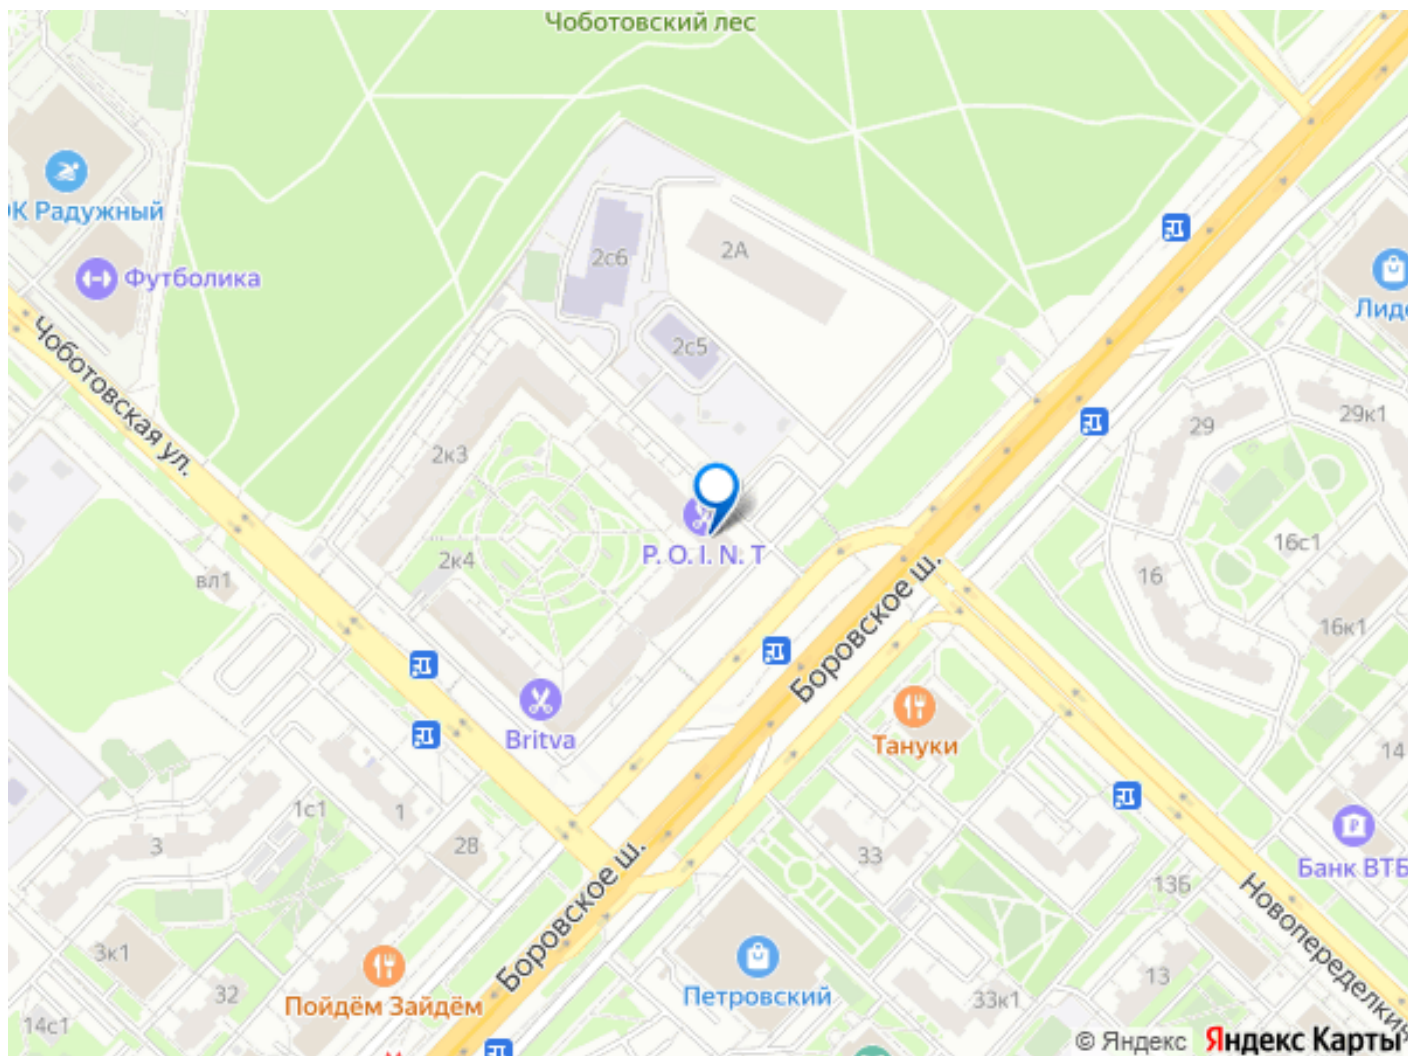 Чоботовский лес
ОК Радужный
Футболика
2с6
2А
Лиде
2с5
Чоботовская ул.
29к1
29
2к3
P. O. I. N. T
16с1
2к4
16
вл1
Боровское ш.
16к1
Britva
Тануки
14
1с1
1
28
3
33
Банк ВТБ
13Б
Боровское ш.
Новопеределкин
3к1
13
32
Пойдём Зайдём
Петровский
33к1
14с1
© Яндекс Яндекс Карты